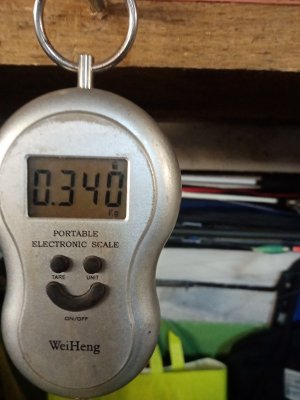 0.340
Kg
PORTABLE
ELECTRONIC SCALE
TARE UNIT
ON/OFF
WeiHeng